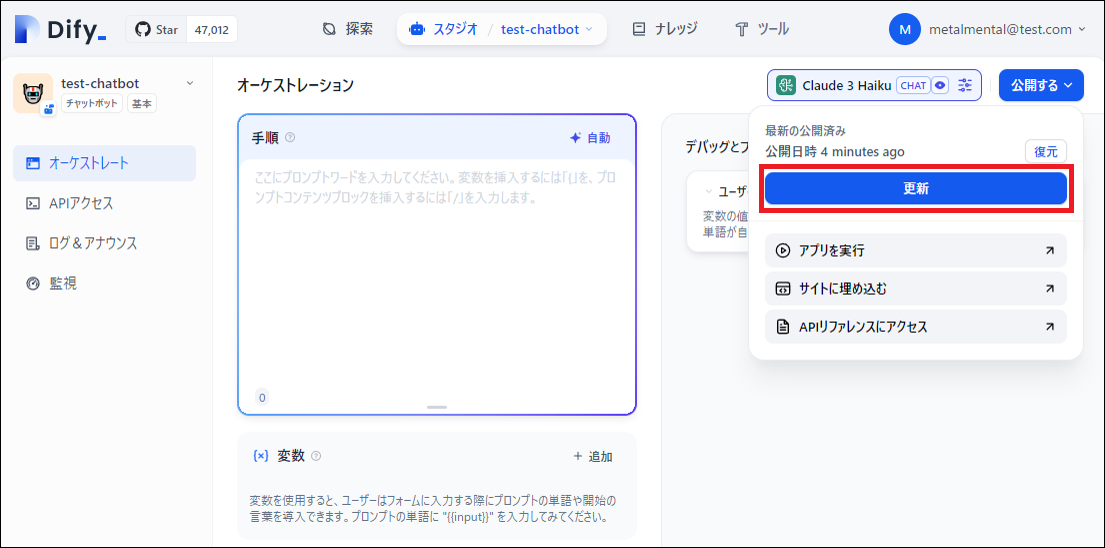 Dify_
Star 47,012
探索
スタジオ / test-chatbot
ナレッジ
ツール
M metalmental@test.com
test-chatbot
チャットボット 基本
オーケストレート
APIアクセス
ログ&アナウンス
監視
オーケストレーション
Claude 3 Haiku CHAT
公開する
手順
自動
ここにプロンプトワードを入力してください。変数を挿入するには「{」を、プロ
ンプトコンテンツブロックを挿入するには「/」を入力します。
0
{x} 変数
+ 追加
変数を使用すると、ユーザーはフォームに入力する際にプロンプトの単語や開始の
言葉を導入できます。プロンプトの単語に "{{input}}" を入力してみてください。
デバッグとプ
ユーザー
変数の値
単語が自
最新の公開済み
公開日時 4 minutes ago
復元
更新
アプリを実行
サイトに埋め込む
APIリファレンスにアクセス